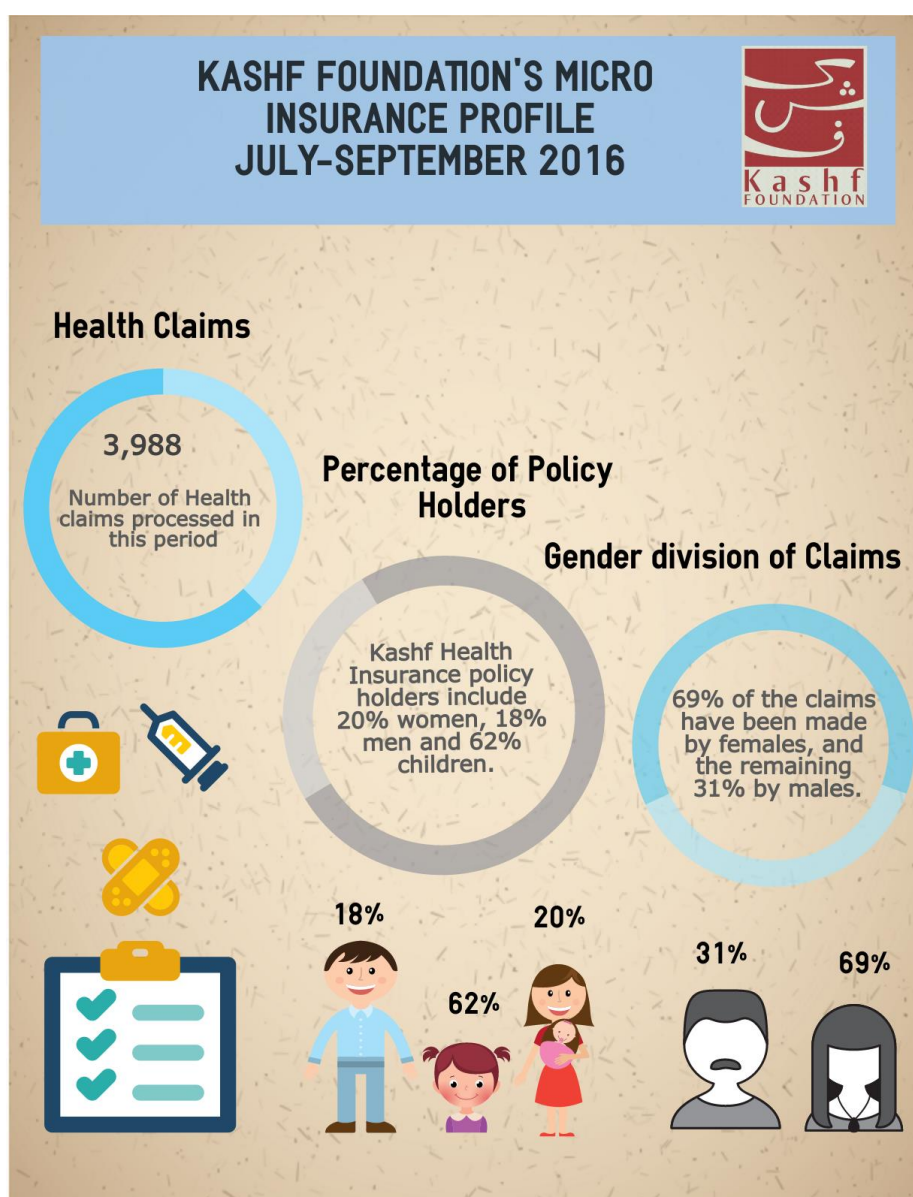 KASHF FOUNDATION'S MICRO
INSURANCE PROFILE
JULY-SEPTEMBER 2016
کشف
Kashf
FOUNDATION
Health Claims
3,988
Number of Health
claims processed in
this period
Percentage of Policy
Holders
Kashf Health
Insurance policy
holders include
20% women, 18%
men and 62%
children.
Gender division of Claims
69% of the claims
have been made
by females, and
the remaining
31% by males.
18%
62%
20%
31%
69%